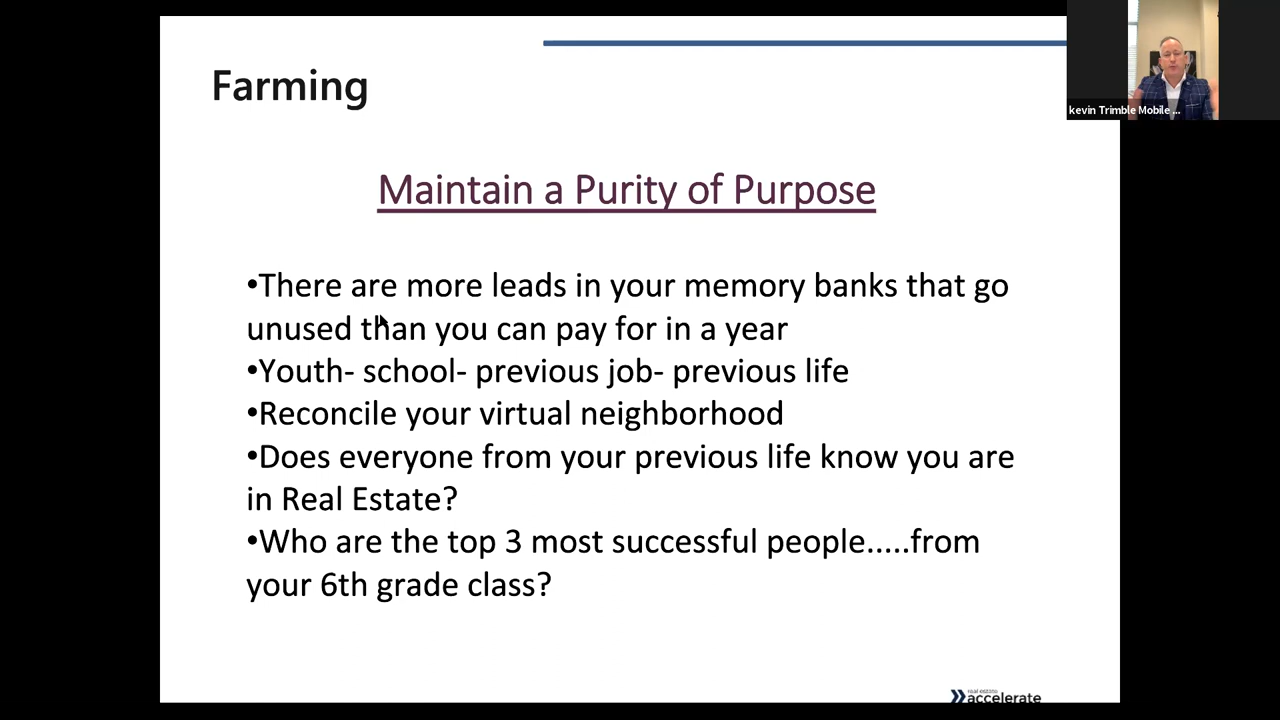 Farming
kevin Trimble Mobile ...
Maintain a Purity of Purpose
•There are more leads in your memory banks that go
unused than you can pay for in a year
•Youth- school- previous job- previous life
•Reconcile your virtual neighborhood
•Does everyone from your previous life know you are
in Real Estate?
•Who are the top 3 most successful people.....from
your 6th grade class?
real estate
accelerate